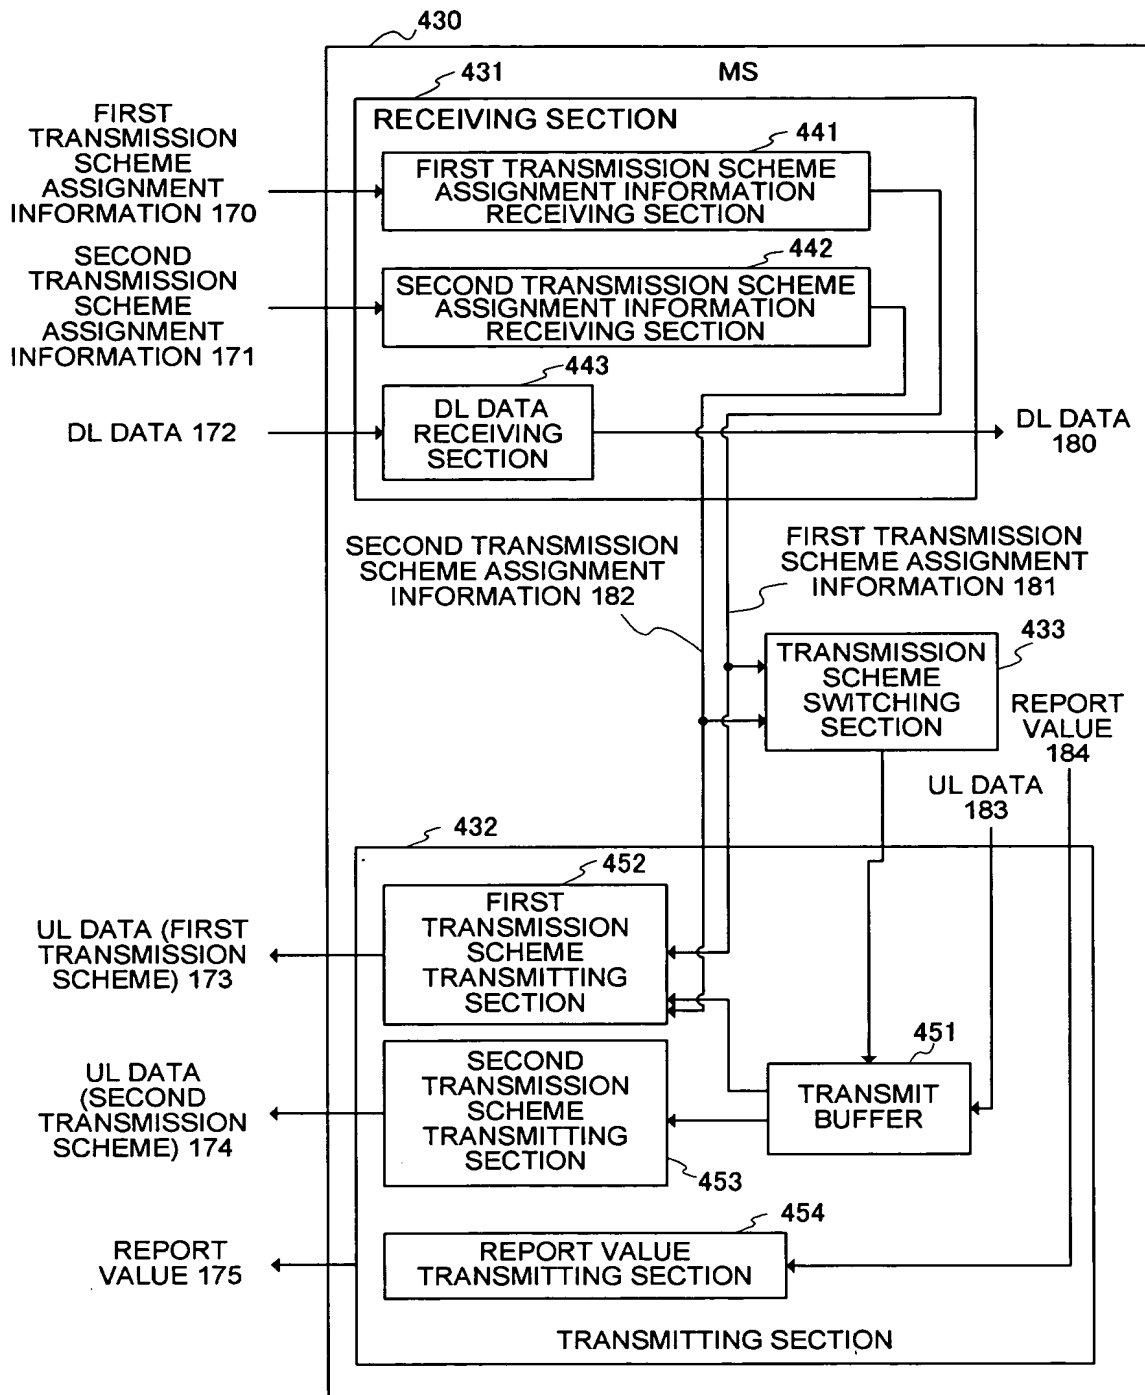 430
MS
431
RECEIVING SECTION
FIRST
TRANSMISSION
SCHEME
ASSIGNMENT
INFORMATION 170
441
FIRST TRANSMISSION SCHEME
ASSIGNMENT INFORMATION
RECEIVING SECTION
SECOND
TRANSMISSION
SCHEME
ASSIGNMENT
INFORMATION 171
442
SECOND TRANSMISSION SCHEME
ASSIGNMENT INFORMATION
RECEIVING SECTION
443
DL DATA 172
DL DATA
RECEIVING
SECTION
DL DATA
180
SECOND TRANSMISSION
SCHEME ASSIGNMENT
INFORMATION 182
FIRST TRANSMISSION
SCHEME ASSIGNMENT
INFORMATION 181
433
TRANSMISSION
SCHEME
SWITCHING
SECTION
REPORT
VALUE
184
UL DATA
183
432
452
FIRST
TRANSMISSION
SCHEME
TRANSMITTING
SECTION
UL DATA (FIRST
TRANSMISSION
SCHEME) 173
451
TRANSMIT
BUFFER
SECOND
TRANSMISSION
SCHEME
TRANSMITTING
SECTION
453
UL DATA
(SECOND
TRANSMISSION
SCHEME) 174
454
REPORT VALUE
TRANSMITTING SECTION
REPORT
VALUE 175
TRANSMITTING SECTION